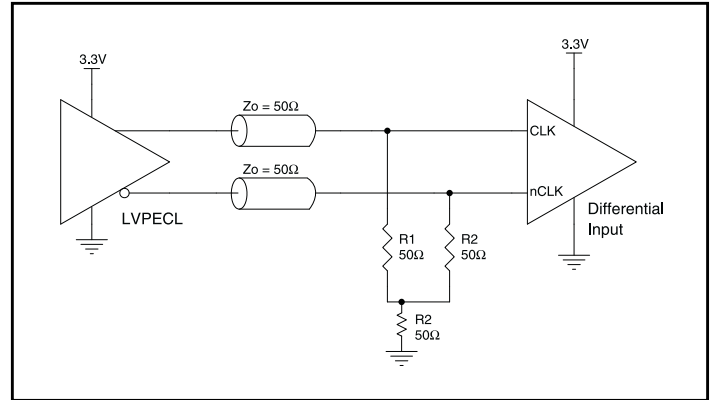 3.3V
3.3V
Zo = 50Ω
CLK
Zo = 50Ω
nCLK
LVPECL
Differential
Input
R1
50Ω
R2
50Ω
R2
50Ω